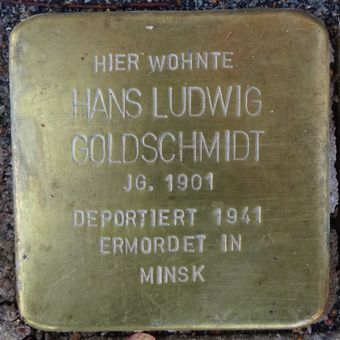 HIER WOHNTE
HANS LUDWIG
GOLDSCHMIDT
JG. 1901
DEPORTIERT 1941
ERMORDET IN
MINSK